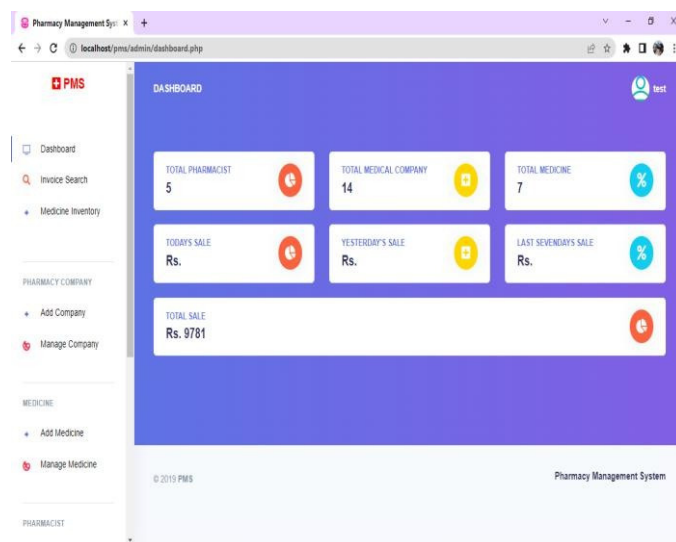 Pharmacy Management Syst
localhost/pms/admin/dashboard.php
PMS
Dashboard
Invoice Search
Medicine Inventory
PHARMACY COMPANY
Add Company
Manage Company
MEDICINE
Add Medicine
Manage Medicine
PHARMACIST
DASHBOARD
test
TOTAL PHARMACIST
5
TOTAL MEDICAL COMPANY
14
TOTAL MEDICINE
7
TODAYS SALE
Rs.
YESTERDAY'S SALE
Rs.
LAST SEVENDAYS SALE
Rs.
TOTAL SALE
Rs. 9781
© 2019 PMS
Pharmacy Management System